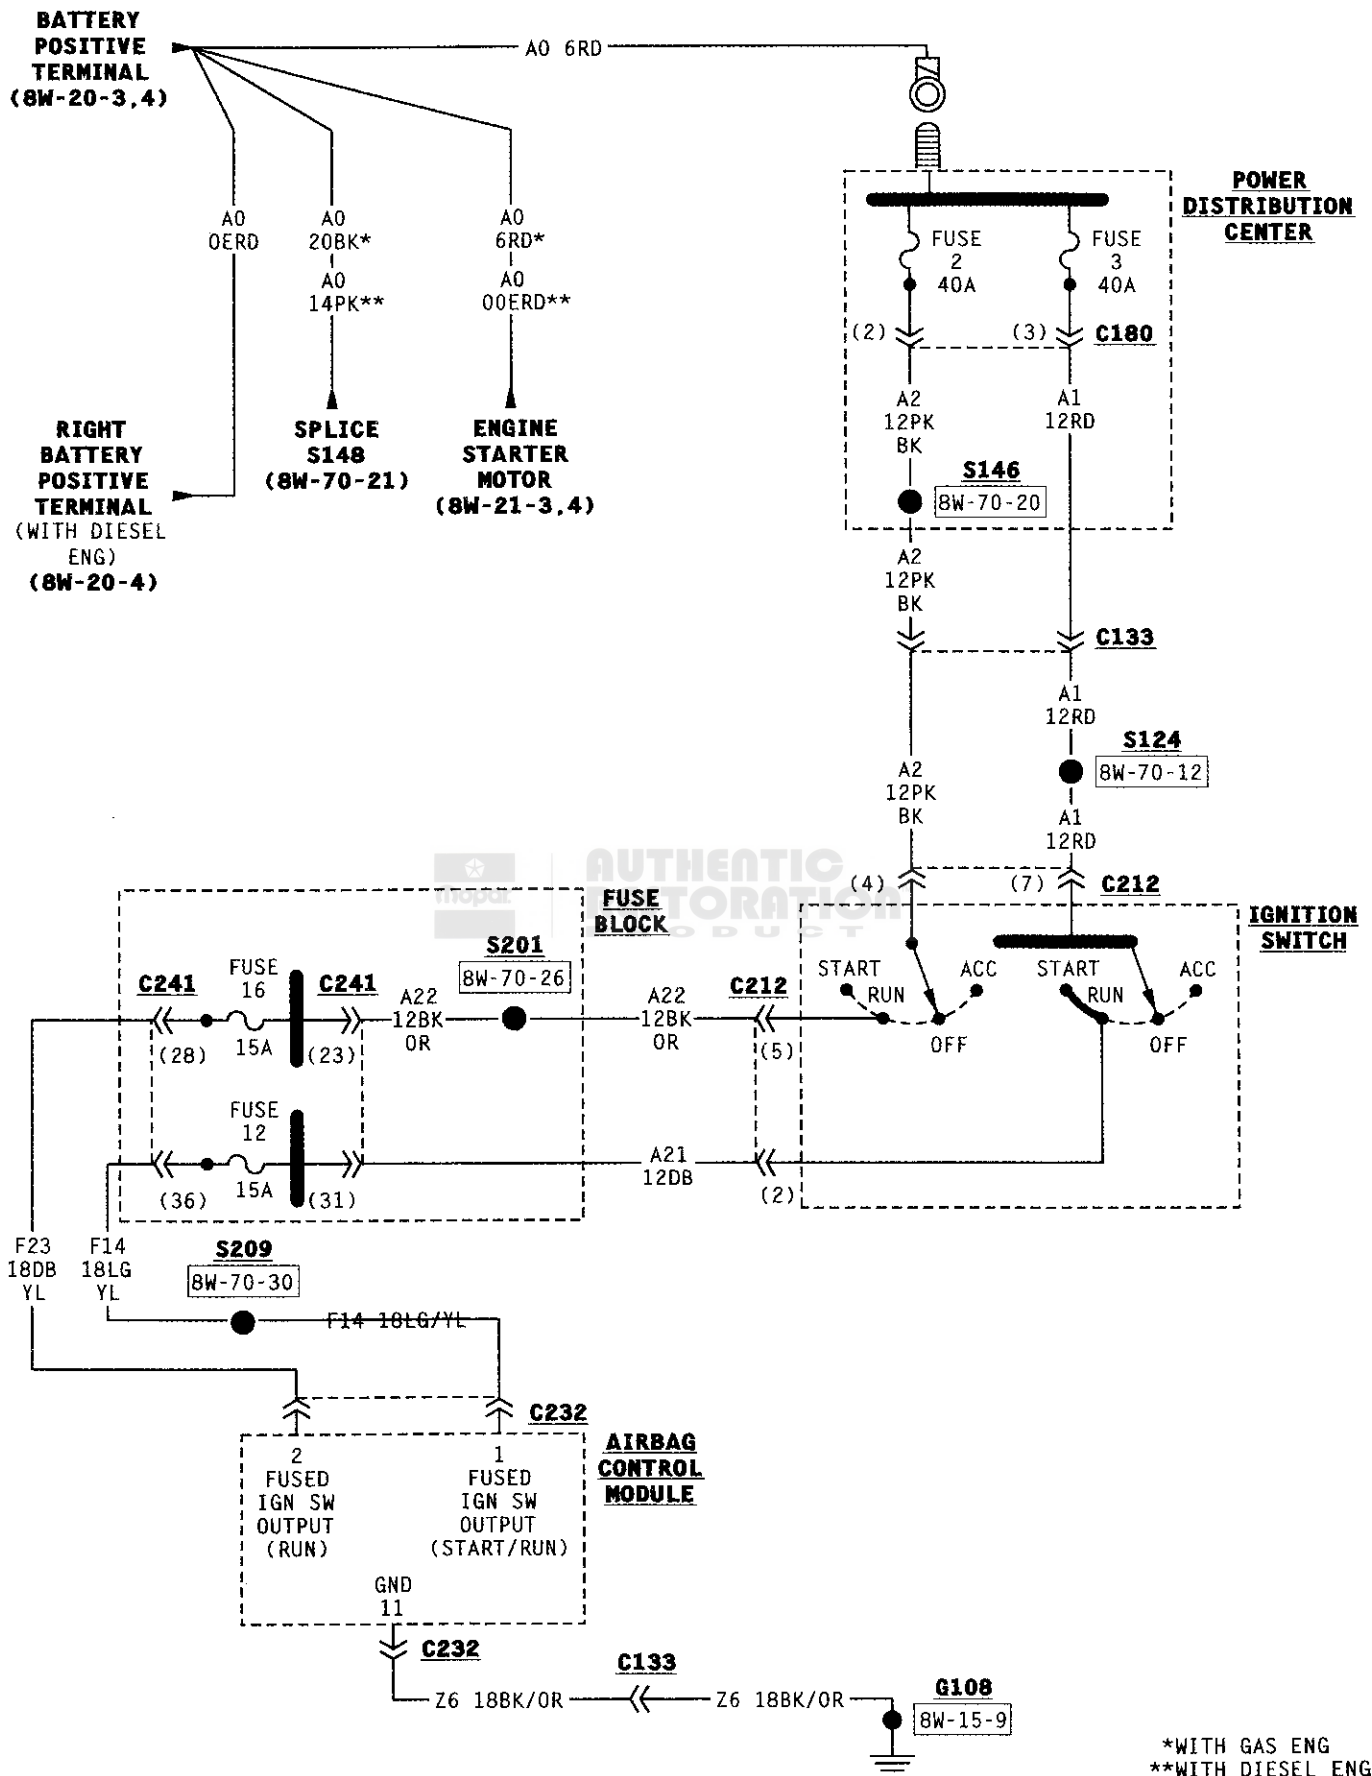 BATTERY
POSITIVE
TERMINAL
(8W-20-3,4)
A0 6RD
POWER
DISTRIBUTION
CENTER
A0
0ERD
A0
20BK*
A0
14PK**
A0
6RD*
A0
00ERD**
FUSE
2
40A
FUSE
3
40A
(2)
(3)
C180
RIGHT
BATTERY
POSITIVE
TERMINAL
(WITH DIESEL
ENG)
(8W-20-4)
SPLICE
S148
(8W-70-21)
ENGINE
STARTER
MOTOR
(8W-21-3,4)
A2
12PK
BK
A1
12RD
S146
8W-70-20
A2
12PK
BK
C133
A1
12RD
S124
8W-70-12
A2
12PK
BK
A1
12RD
mopar
AUTHENTIC
RESTORATION
PRODUCT
(4)
(7)
C212
FUSE
BLOCK
IGNITION
SWITCH
S201
8W-70-26
C241
FUSE
16
C241
A22
12BK
OR
A22
12BK
OR
C212
START
RUN
ACC
OFF
START
RUN
ACC
OFF
(28)
15A
(23)
(5)
FUSE
12
A21
12DB
(36)
15A
(31)
(2)
F23
18DB
YL
F14
18LG
YL
S209
8W-70-30
F14 18LG/YL
C232
AIRBAG
CONTROL
MODULE
2
FUSED
IGN SW
OUTPUT
(RUN)
1
FUSED
IGN SW
OUTPUT
(START/RUN)
GND
11
C232
C133
Z6 18BK/OR
Z6 18BK/OR
G108
8W-15-9
*WITH GAS ENG
**WITH DIESEL ENG